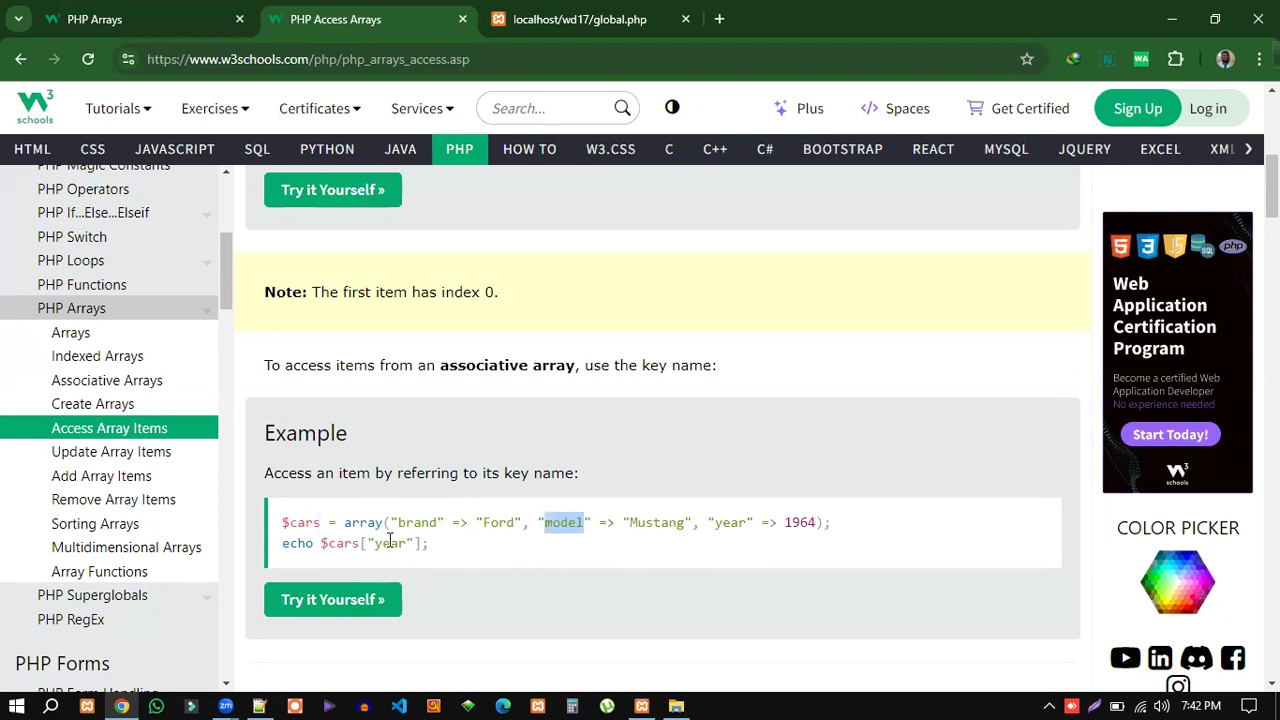 PHP Arrays
PHP Access Arrays
localhost/wd17/global.php
https://www.w3schools.com/php/php_arrays_access.asp
WA
W3 schools
Tutorials
Exercises
Certificates
Services
Search...
Plus
Spaces
Get Certified
Sign Up
Log in
HTML CSS JAVASCRIPT SQL PYTHON JAVA PHP HOW TO W3.CSS C C++ C# BOOTSTRAP REACT MYSQL JQUERY EXCEL XML
PHP Magic Constants
PHP Operators
PHP If...Else...Elseif
PHP Switch
PHP Loops
PHP Functions
PHP Arrays
Arrays
Indexed Arrays
Associative Arrays
Create Arrays
Access Array Items
Update Array Items
Add Array Items
Remove Array Items
Sorting Arrays
Multidimensional Arrays
Array Functions
PHP Superglobals
PHP RegEx
PHP Forms
Try it Yourself »
Note: The first item has index 0.
To access items from an associative array, use the key name:
Example
Access an item by referring to its key name:
$cars = array("brand" => "Ford", "model" => "Mustang", "year" => 1964);
echo $cars["year"];
Try it Yourself »
php
Web
Application
Certification
Program
Become a certified Web
Application Developer
No experience needed
Start Today!
COLOR PICKER
7:42 PM